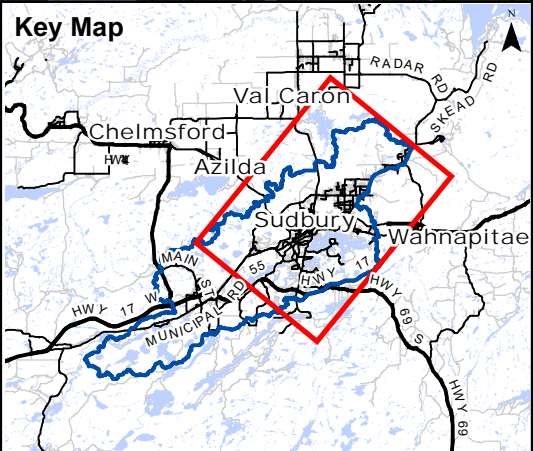 Key Map
N
RADAR RD
SKEAD RD
Val Caron
Chelmsford
HW
Azilda
Sudbury
Wahnapitae
MAIN ST
HWY 17 W
MUNICIPAL RD 55
HWY 17
HWY 69 S
HWY 69